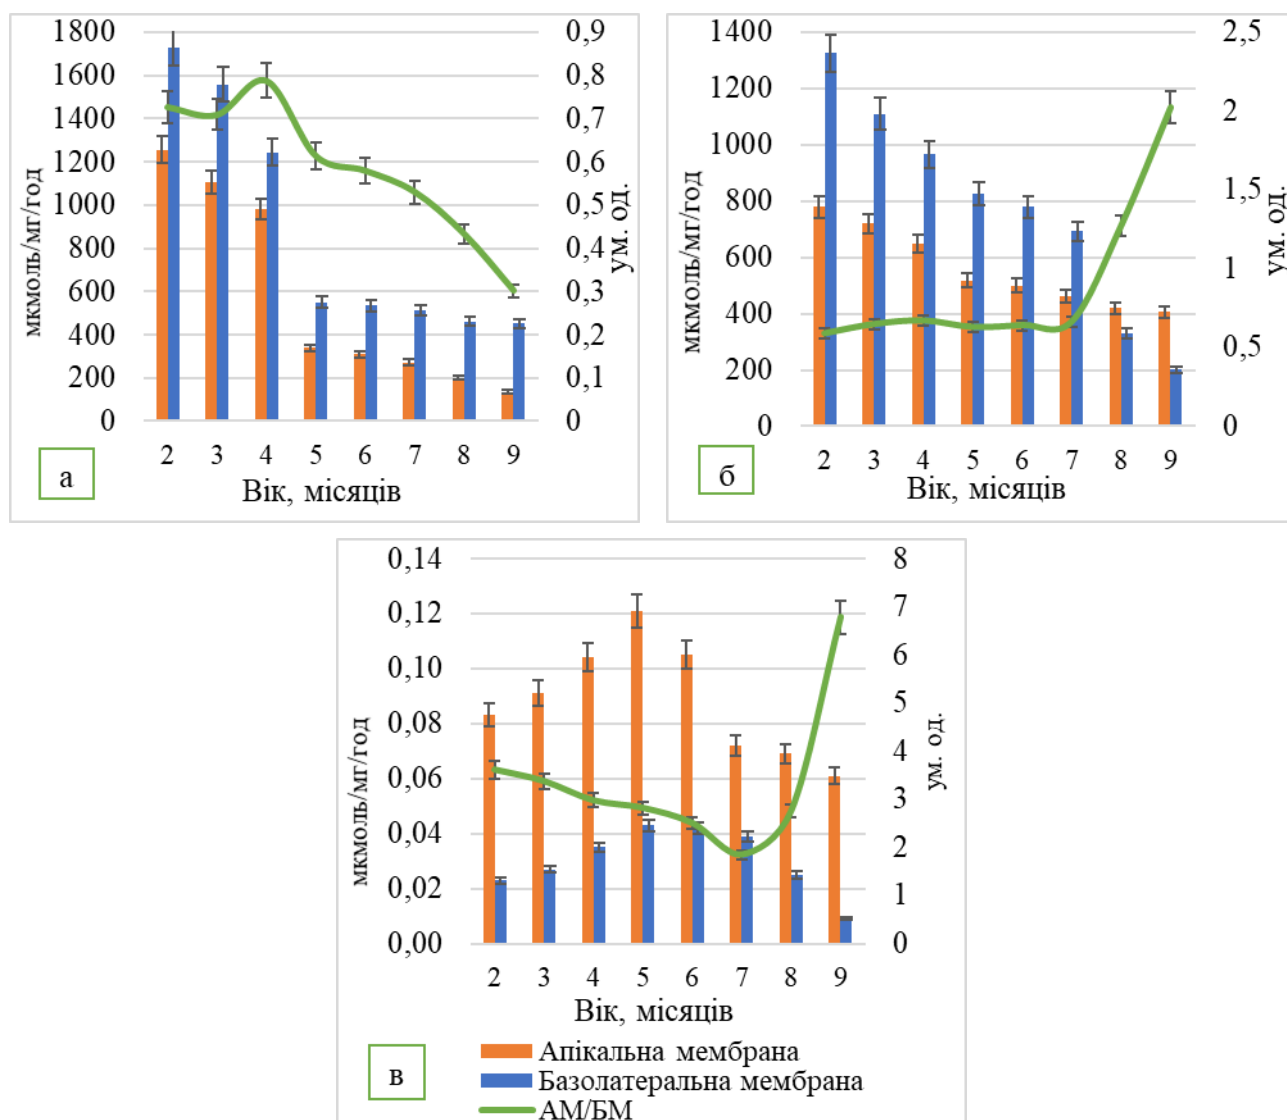 1800
1600
1400
1200
1000
800
600
400
200
0
мкмоль/мг/год
0,9
0,8
0,7
0,6
0,5
0,4
0,3
0,2
0,1
0
ум. од.
2 3 4 5 6 7 8 9
Вік, місяців
а
1400
1200
1000
800
600
400
200
0
мкмоль/мг/год
2,5
2
1,5
1
0,5
0
ум. од.
2 3 4 5 6 7 8 9
Вік, місяців
б
0,14
0,12
0,10
0,08
0,06
0,04
0,02
0,00
мкмоль/мг/год
8
7
6
5
4
3
2
1
0
ум. од.
2 3 4 5 6 7 8 9
Вік, місяців
Апікальна мембрана
Базолатеральна мембрана
АМ/БМ
в